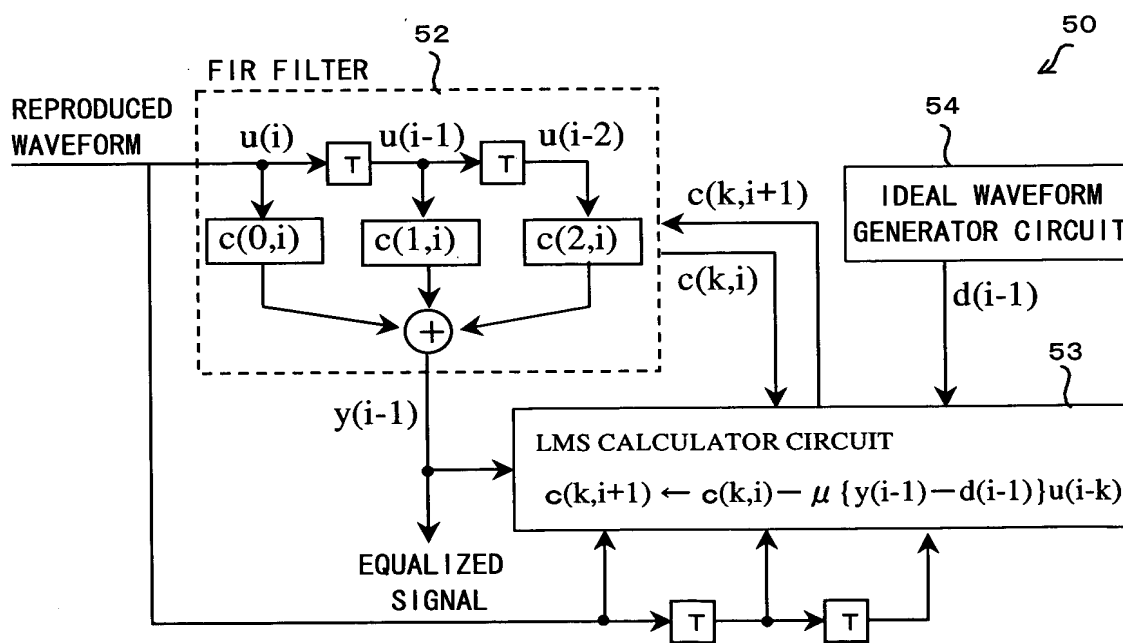 52
50
FIR FILTER
REPRODUCED
WAVEFORM
u(i)
T
u(i-1)
T
u(i-2)
54
IDEAL WAVEFORM
GENERATOR CIRCUIT
c(0,i)
c(1,i)
c(2,i)
c(k,i+1)
c(k,i)
d(i-1)
+
53
y(i-1)
LMS CALCULATOR CIRCUIT
c(k,i+1) ← c(k,i) – μ {y(i-1) – d(i-1)}u(i-k)
EQUALIZED
SIGNAL
T
T